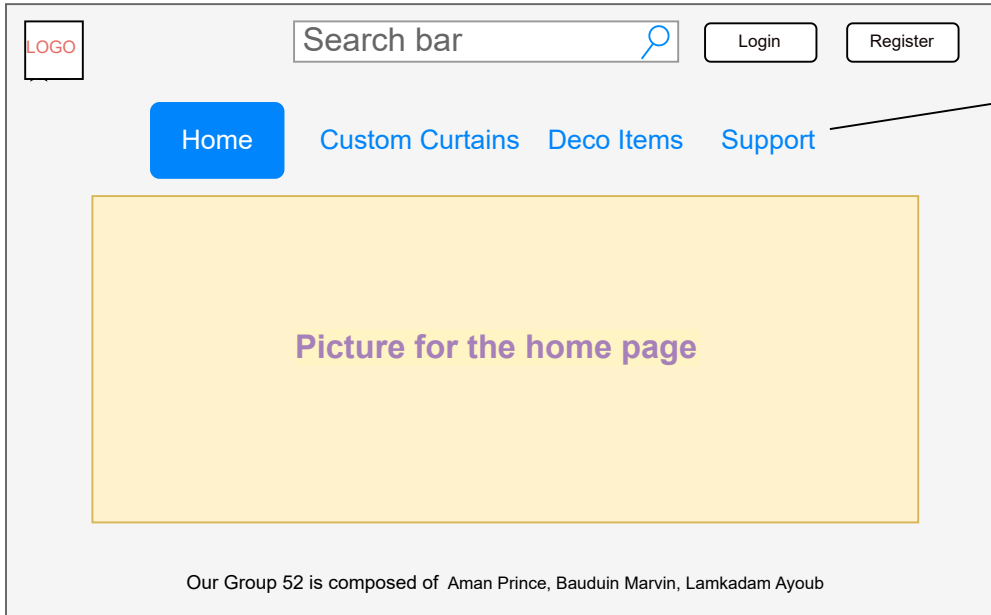 LOGO
Search bar
Login
Register
Home
Custom Curtains
Deco Items
Support
Picture for the home page
Our Group 52 is composed of Aman Prince, Bauduin Marvin, Lamkadam Ayoub